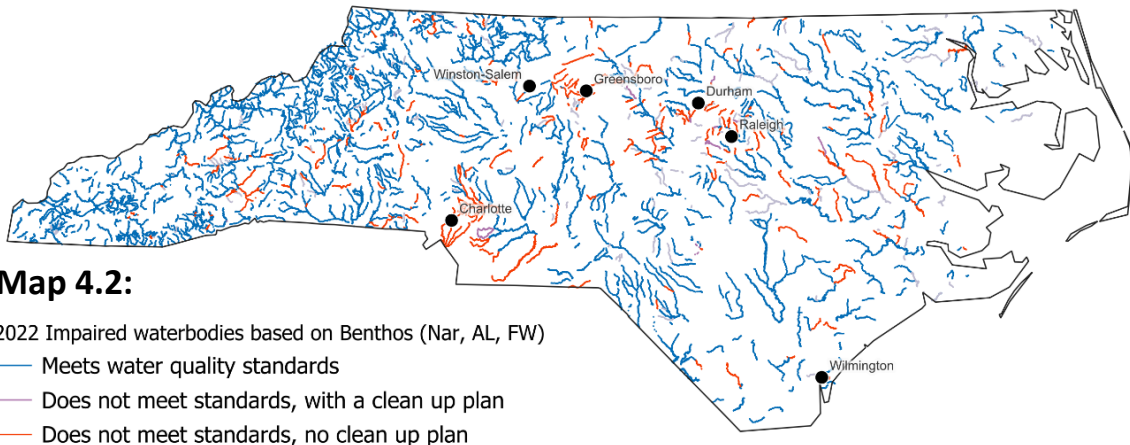 Winston-Salem
Greensboro
Durham
Raleigh
Charlotte
Map 4.2:
2022 Impaired waterbodies based on Benthos (Nar, AL, FW)
Meets water quality standards
Does not meet standards, with a clean up plan
Does not meet standards, no clean up plan
Wilmington